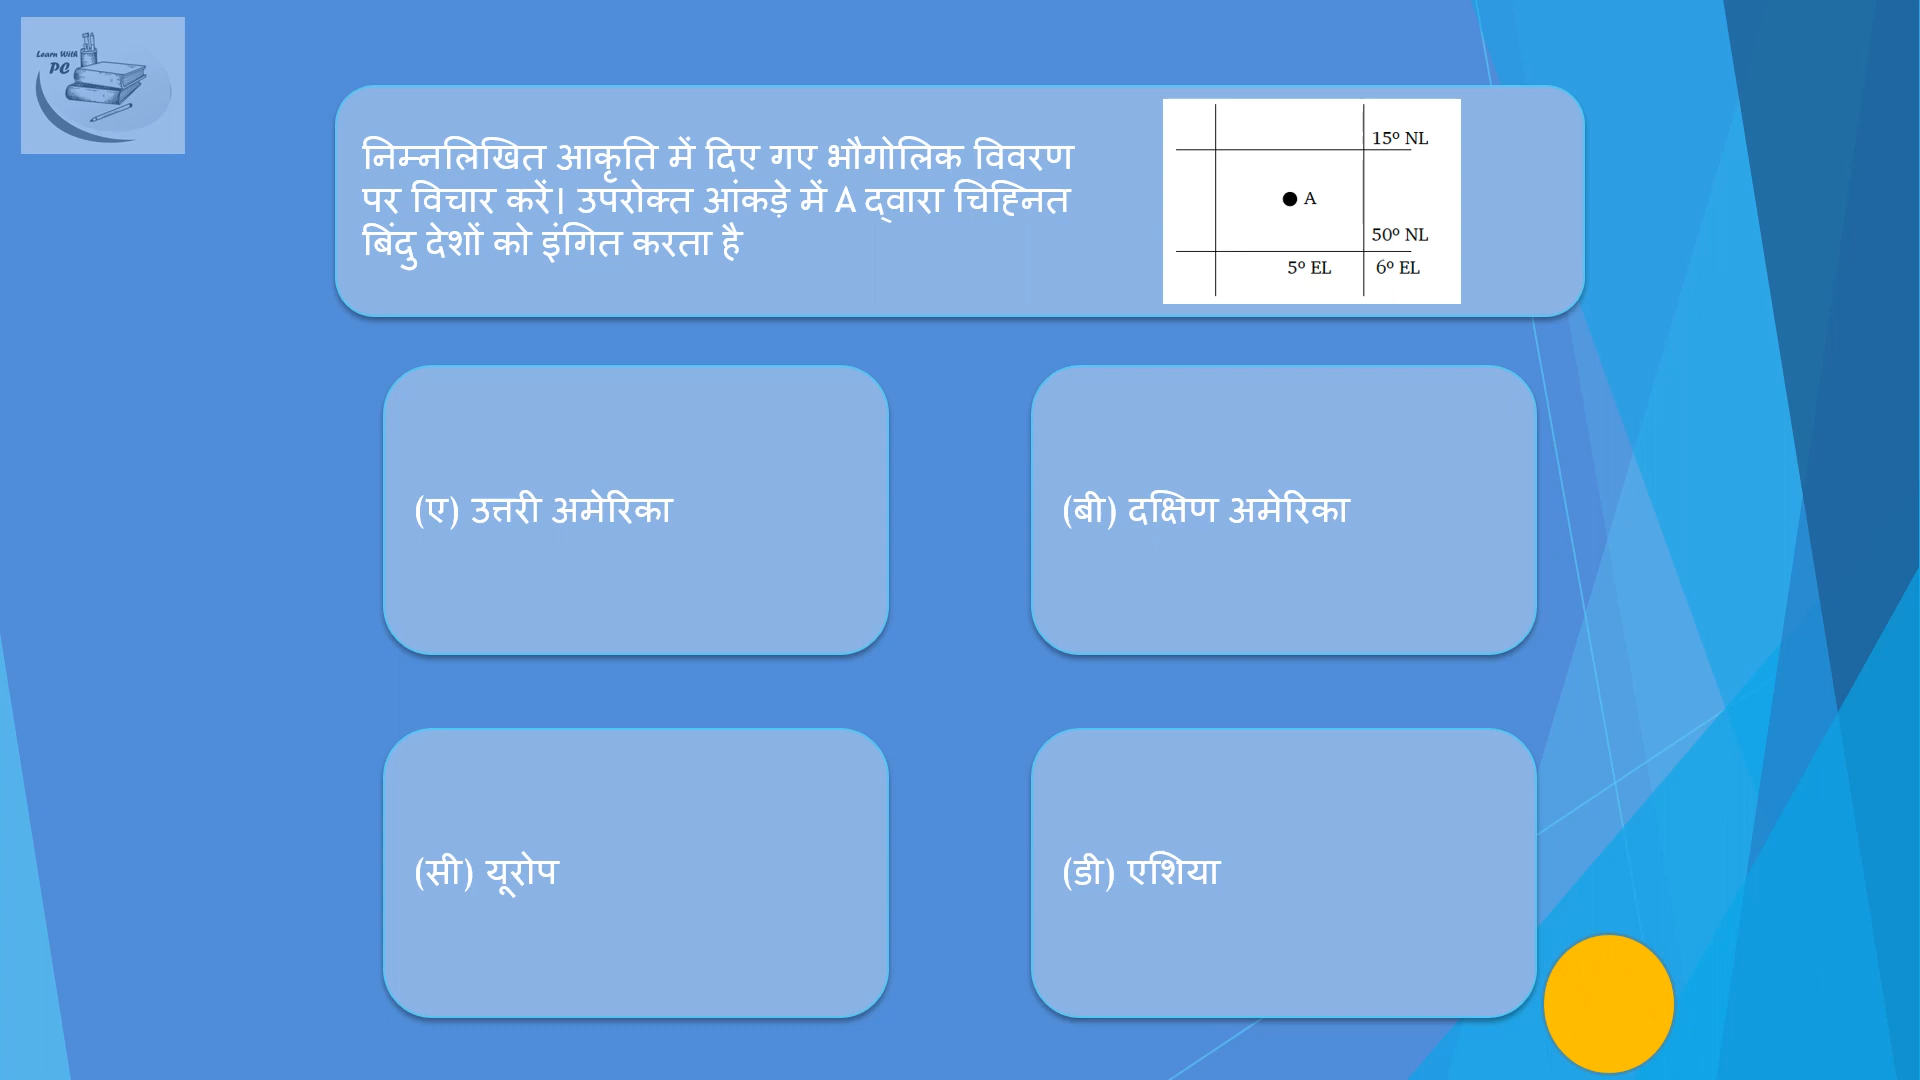 Learn With
PC
निम्नलिखित आकृति में दिए गए भौगोलिक विवरण
पर विचार करें। उपरोक्त आंकड़े में A द्वारा चिह्नित
बिंदु देशों को इंगित करता है
15º NL
A
50º NL
5º EL 6º EL
(ए) उत्तरी अमेरिका
(बी) दक्षिण अमेरिका
(सी) यूरोप
(डी) एशिया